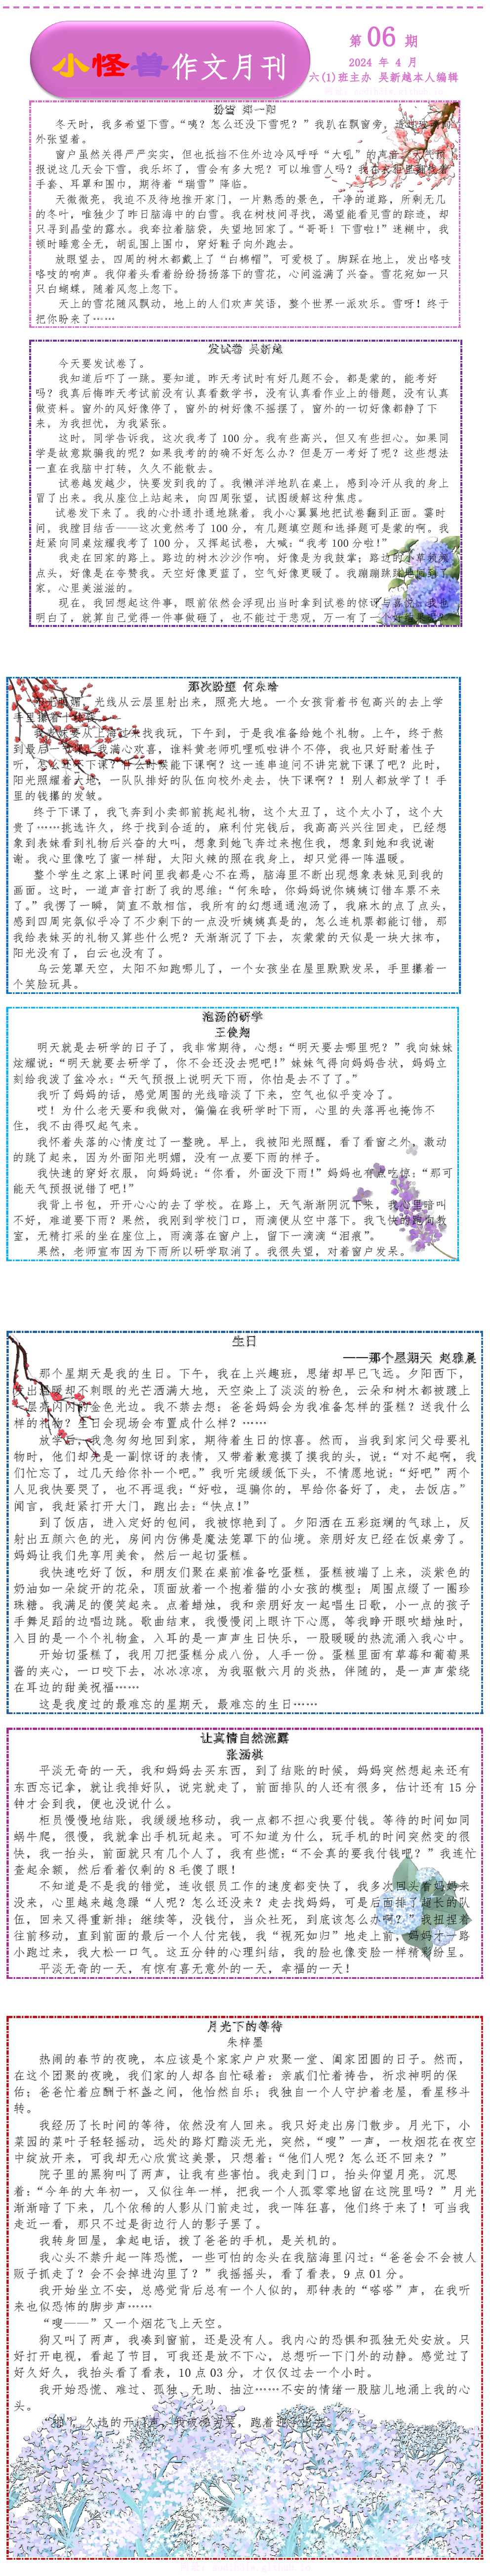 第 06 期
2024 年 4 月
小怪兽作文月刊
六(1)班主办 吴新越本人编辑
冬天时，我多希望下雪。“咦？怎么还没下雪呢？”我趴在飘窗旁，
外张望着。
窗户虽然关得严严实实，但也抵挡不住外边冷风呼呼“大吼”的声音。
报说这几天会下雪，我乐坏了，雪会有多大呢？可以堆雪人吗？我在
手套、耳罩和围巾，期待着“瑞雪”降临。
天微微亮，我迫不及待地推开家门，一片熟悉的景色，干净的道路，所剩无几
的冬叶，唯独少了昨日脑海中的白雪。我在树枝间寻找，渴望能看见雪的踪迹，却
只寻到晶莹的露水。我耷拉着脑袋，失望地回家了。“哥哥！下雪啦！”迷糊中，我
顿时睡意全无，胡乱围上围巾，穿好鞋子向外跑去。
放眼望去，四周的树木都戴上了“白棉帽”，可爱极了。脚踩在地上，发出咯吱
咯吱的响声。我仰着头看着纷纷扬扬落下的雪花，心间溢满了兴奋。雪花宛如一只
只白蝴蝶，随着风忽上忽下。
天上的雪花随风飘动，地上的人们欢声笑语，整个世界一派欢乐。雪呀！终于
把你盼来了……
发试卷 吴新越
今天要发试卷了。
我知道后吓了一跳。要知道，昨天考试时有好几题不会，都是蒙的，能考好
吗？我真后悔昨天考试前没有认真看数学书，没有认真看作业上的错题，没有认真
做资料。窗外的风好像停了，窗外的树好像不摇摆了，窗外的一切好像都静了下
来，为我担忧，为我紧张。
这时，同学告诉我，这次我考了 100 分。我有些高兴，但又有些担心。如果同
学是故意欺骗我的呢？如果我考的的确不好怎么办？但是万一考好了呢？这些想法
一直在我脑中打转，久久不能散去。
试卷越发越少，快要发到我的了。我懒洋洋地趴在桌上，感到冷汗从我的身上
冒了出来。我从座位上站起来，向四周张望，试图缓解这种焦虑。
试卷发下来了。我的心扑通扑通地跳着，我小心翼翼地把试卷翻到正面。霎时
间，我瞠目结舌——这次竟然考了 100 分，有几题填空题和选择题可是蒙的啊。我
赶紧向同桌炫耀我考了 100 分，又挥起试卷，大喊：“我考 100 分啦！”
我走在回家的路上。路边的树木沙沙作响，好像是为我鼓掌；路边的小草频频
点头，好像是在夸赞我。天空好像更蓝了，空气好像更暖了。我蹦蹦跳跳
家，心里美滋滋的。
现在，我回想起这件事，眼前依然会浮现出当时拿到试卷的惊讶与喜悦。我也
明白了，就算自己觉得一件事做砸了，也不能过于悲观，万一有了一个
那次盼望 何朱晗
光线从云层里射出来，照亮大地。一个女孩背着书包高兴的去上学
我，下午到，于是我准备给她个礼物。上午，终于熬
我满心欢喜，谁料黄老师叽哩呱啦讲个不停，我也只好耐着性子
下课？什么时候能下课啊？这一连串追问不讲完就下课了吧？此时，
阳光照耀着大地，一队队排好的队伍向校外走去，快下课啊？！别人都放学了！手
里的钱攥的发皱。
终于下课了，我飞奔到小卖部前挑起礼物，这个太丑了，这个太小了，这个太
贵了……挑选许久，终于找到合适的，麻利付完钱后，我高高兴兴往回走，已经想
象到表妹看到礼物后兴奋的大叫，想象到她飞奔过来抱住我，想象到她和我说谢
谢。我心里像吃了蜜一样甜，太阳火辣的照在我身上，却只觉得一阵温暖。
整个学生之家上课时间里我都是心不在焉，脑海里不断出现想象表妹见到我的
画面。这时，一道声音打断了我的思维：“何朱晗，你妈妈说你姨姨订错车票不来
了。”我愣了一瞬，简直不敢相信，我所有的幻想通通泡汤了，我麻木的点了点头，
感到四周完氛似乎冷了不少剩下的一点没听姨姨真是的，怎么连机票都能订错，那
我给表妹买的礼物又算些什么呢？天渐渐沉了下去，灰蒙蒙的天似是一块大抹布，
阳光没有了，白云也没有了。
乌云笼罩天空，太阳不知跑哪儿了，一个女孩坐在屋里默默发呆，手里攥着一
个笑脸玩具。
泡汤的研学
王俊翔
明天就是去研学的日子了，我非常期待，心想：“明天要去哪里呢？”我向妹妹
炫耀说：“明天就要去研学了，你不会还没去呢吧！”妹妹气得向妈妈告状，妈妈立
刻给我泼了盆冷水：“天气预报上说明天下雨，你怕是去不了了。”
我听了妈妈的话，感觉周围的光线暗淡了下来，空气也似乎变冷了。
哎！为什么老天要和我做对，偏偏在我研学时下雨，心里的失落再也掩饰不
住，我不由得叹起气来。
我怀着失落的心情度过了一整晚。早上，我被阳光照醒，看了看窗之外，激动
的跳了起来，因为外面阳光明媚，没有一点要下雨的样子。
我快速的穿好衣服，向妈妈说：“你看，外面没下雨！”妈妈也有点吃惊：“那可
能天气预报说错了吧！”
我背上书包，开开心心的去了学校。在路上，天气渐渐阴沉下来，我心里暗叫
不好，难道要下雨？果然，我刚到学校门口，雨滴便从空中落下。我飞快的跑向教
室，无精打采的坐在座位上，雨滴落在窗户上，留下一滴滴“泪痕”。
果然，老师宣布因为下雨所以研学取消了。我很失望，对着窗户发呆。
生日
——那个星期天 赵雅晨
那个星期天是我的生日。下午，我在上兴趣班，思绪却早已飞远。夕阳西下，
不刺眼的光芒洒满大地，天空染上了淡淡的粉色，云朵和树木都被踱上
金色光边。我不禁去想：爸爸妈妈会为我准备怎样的蛋糕？送我什么
样的礼物？生日会现场会布置成什么样？……
放学了，我急匆匆地回到家，期待着生日的惊喜。然而，当我到家问父母要礼
物时，他们却露出一副惊讶的表情，又带着歉意摸了摸我的头，说：“对不起啊，我
们忙忘了，过几天给你补一个吧。”我听完缓缓低下头，不情愿地说：“好吧”两个
人见我快要哭了，也不再逗我：“好啦，逗骗你的，早给你备好了，走，去饭店。”
闻言，我赶紧打开大门，跑出去：“快点！”
到了饭店，进入定好的包间，我被惊艳到了。夕阳洒在五彩斑斓的气球上，反
射出五颜六色的光，房间内仿佛是魔法笼罩下的仙境。亲朋好友已经在饭桌旁了。
妈妈让我们先享用美食，然后一起切蛋糕。
我快速吃好了饭，和朋友们聚在桌前准备吃蛋糕，蛋糕被端了上来，淡紫色的
奶油如一朵绽开的花朵，顶面放着一个抱着猫的小女孩的模型；周围点缀了一圈珍
珠糖。我满足的傻笑起来。点着蜡烛，我和亲朋好友一起唱生日歌，小一点的孩子
手舞足蹈的边唱边跳。歌曲结束，我慢慢闭上眼许下心愿，等我睁开眼吹蜡烛时，
入目的是一个个礼物盒，入耳的是一声声生日快乐，一股暖暖的热流涌入我心中。
开始切蛋糕了，我用刀把蛋糕分成八份，人手一份。蛋糕里面有草莓和葡萄果
酱的夹心，一口咬下去，冰冰凉凉，为我驱散六月的炎热，伴随的，是一声声萦绕
在耳边的甜美祝福……
这是我度过的最难忘的星期天，最难忘的生日……
让真情自然流露
张涵祺
平淡无奇的一天，我和妈妈去买东西，到了结账的时候，妈妈突然想起来还有
东西忘记拿，就让我排好队，说完就走了，前面排队的人还有很多，估计还有 15 分
钟才会到我，便也没说什么。
柜员慢慢地结账，我缓缓地移动，我一点都不担心我要付钱。等待的时间如同
蜗牛爬，很慢，我就拿出手机玩起来。可不知道为什么，玩手机的时间突然变的很
快，我一抬头，前面就只有几个人了，我有些慌：“不会真的要我付钱吧？”我连忙
查起余额，然后看着仅剩的 8 毛傻了眼！
不知道是不是我的错觉，连收银员工作的速度都变快了，我多次回头看妈妈来
没来，心里越来越急躁“人呢？怎么还没来？走去找妈妈，可是后面排了超长的队
伍，回来又得重新排，继续等，没钱付，当众社死，到底该怎么办啊？”我扭捏着
往前移动，直到前面的最后一个人付完钱，我“视死如归”地走上前，妈妈才一路
小跑过来，我大松一口气。这五分钟的心理纠结，我的脸也像变脸一样精彩纷呈。
平淡无奇的一天，有惊有喜无意外的一天，幸福的一天！
月光下的等待
朱梓墨
热闹的春节的夜晚，本应该是个家家户户欢聚一堂、阖家团圆的日子。然而，
在这个团聚的夜晚，我们家的人却各自忙碌着：亲戚们忙着祷告，祈求神明的保
佑；爸爸忙着应酬于杯盏之间，他怡然自乐；我独自一个人守护着老屋，看星移斗
转。
我经历了长时间的等待，依然没有人回来。我只好走出房门散步。月光下，小
菜园的菜叶子轻轻摇动，远处的路灯黯淡无光，突然，“嗖”一声，一枚烟花在夜空
中绽放开来，可我却无心欣赏这美景，只想着：“他们人呢？怎么还不回来？”
院子里的黑狗叫了两声，让我有些害怕。我走到门口，抬头仰望月亮，沉思
着：“今年的大年初一，又似往年一样，把我一个人孤零零地留在这院里吗？”月光
渐渐暗了下来，几个依稀的人影从门前走过，我一阵狂喜，他们终于来了！可当我
走近一看，那只不过是街边行人的影子罢了。
我转身回屋，拿起电话，拨了爸爸的手机，是关机的。
我心头不禁升起一阵恐慌，一些可怕的念头在我脑海里闪过：“爸爸会不会被人
贩子抓走了？会不会掉进沟里了？”我摇摇头，看了看表，9 点 01 分。
我开始坐立不安，总感觉背后总有一个人似的，那钟表的“嗒嗒”声，在我听
来也似恐怖的脚步声……
“嗖——”又一个烟花飞上天空。
狗又叫了两声，我凑到窗前，还是没有人。我内心的恐惧和孤独无处安放。只
好打开电视，看起了节目，可我还是放不下心，总想听一下门外的动静。感觉过了
好久好久，我抬头看了看表，10 点 03 分，才仅仅过去一个小时。
我开始恐慌、难过、孤独、无助、抽泣……不安的情绪一股脑儿地涌上我的心
头。